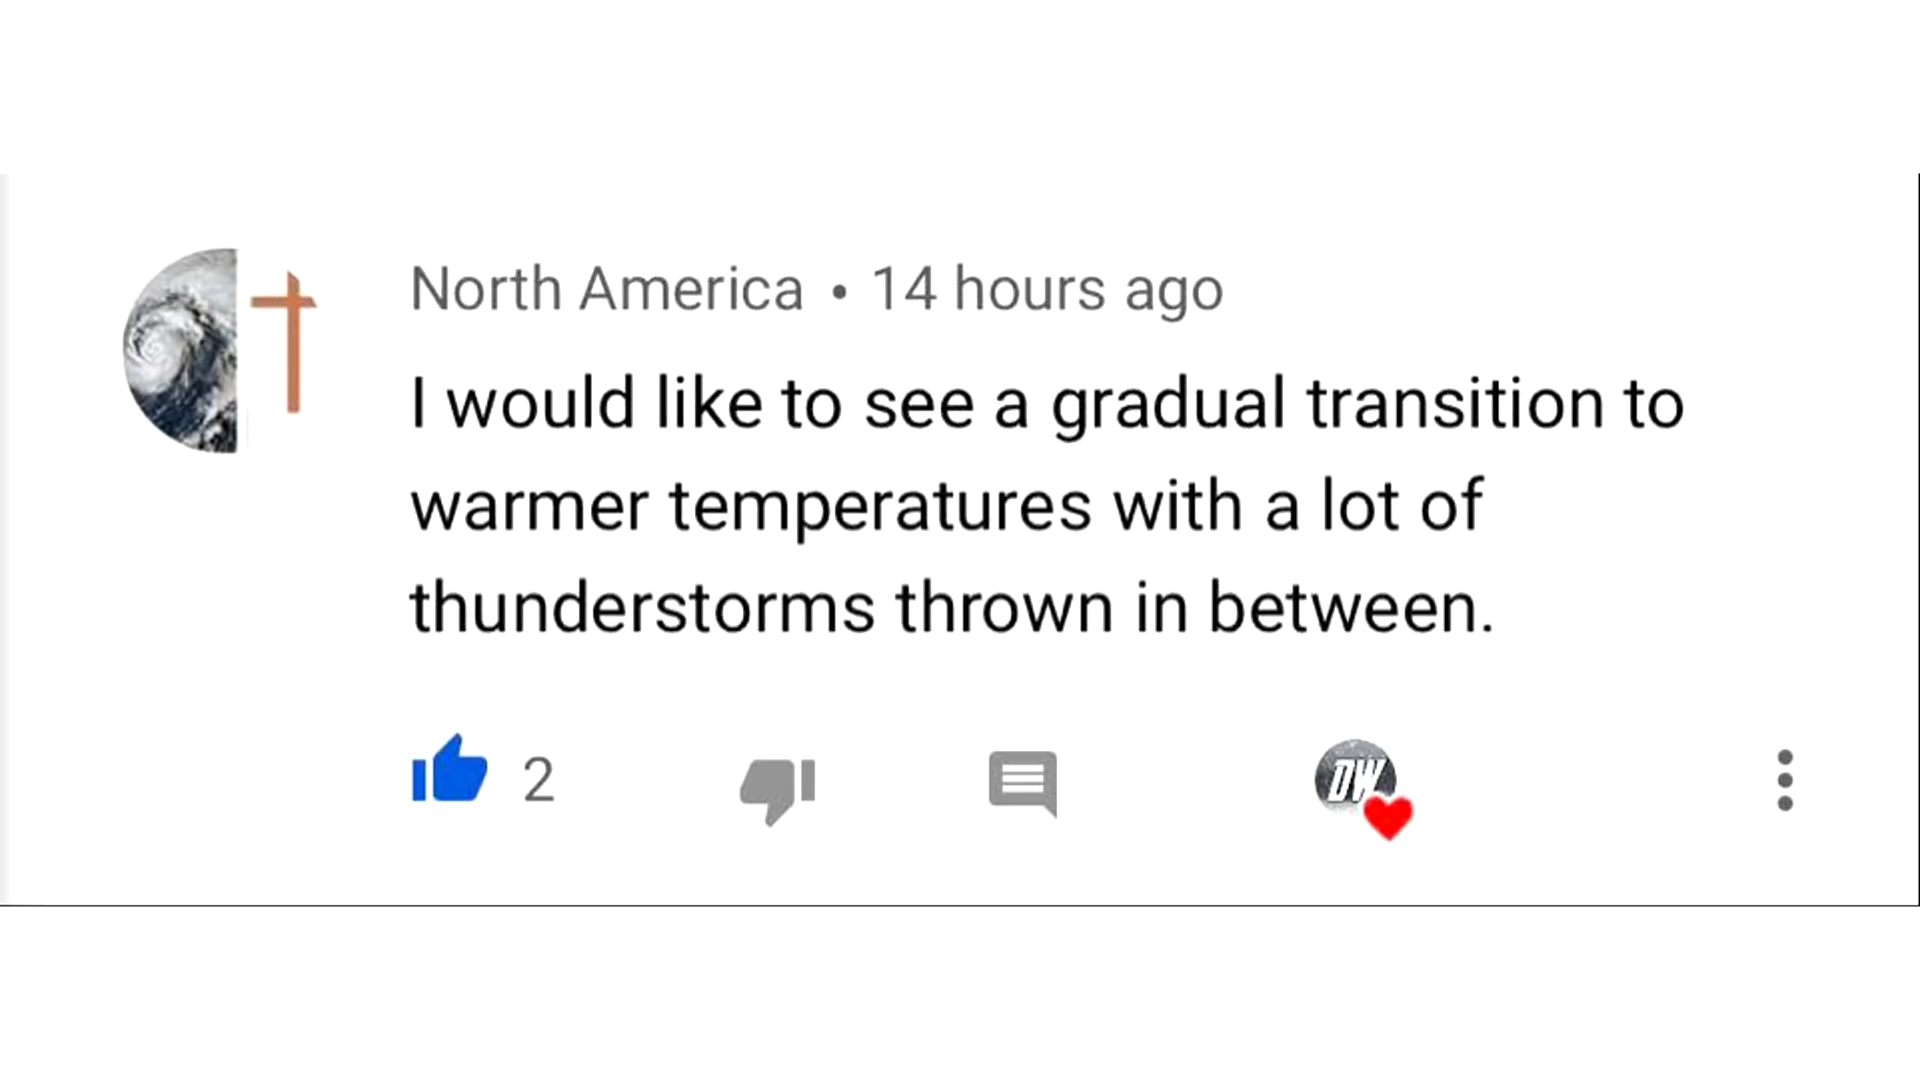 North America • 14 hours ago
I would like to see a gradual transition to
warmer temperatures with a lot of
thunderstorms thrown in between.
2
DW